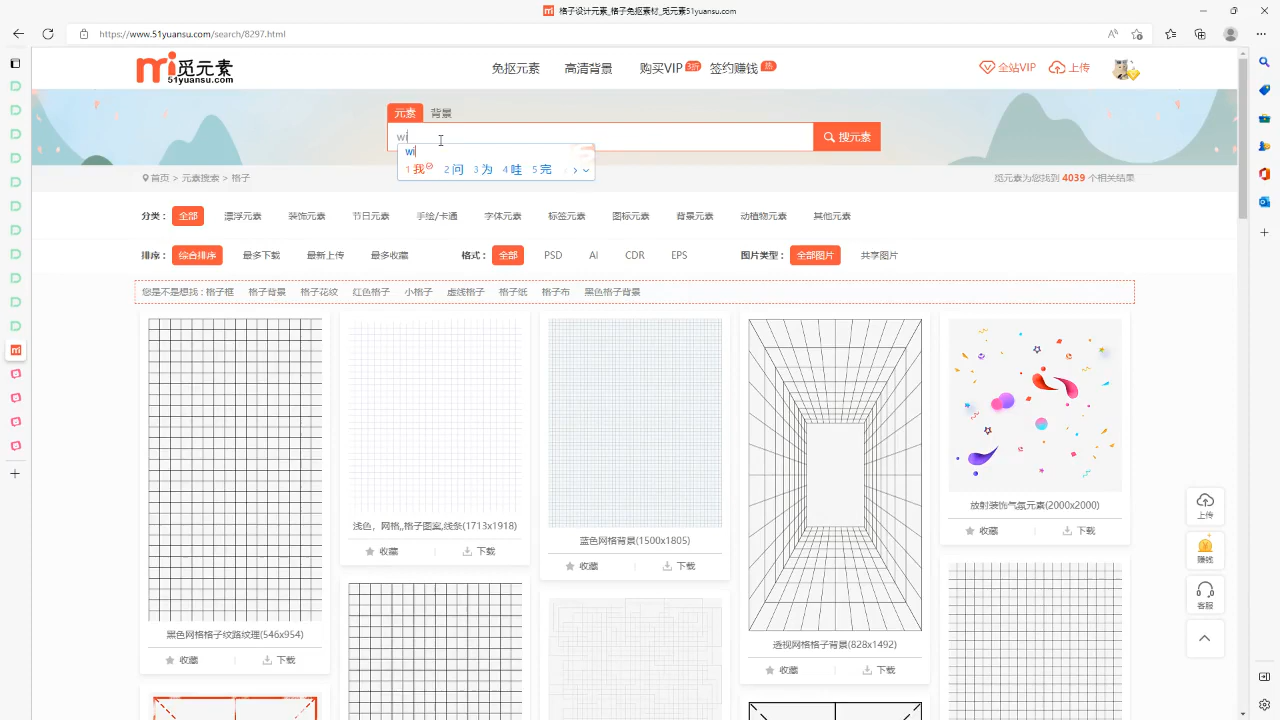 格子设计元素_格子免抠素材_觅元素51yuansu.com
https://www.51yuansu.com/search/8297.html
觅元素
51yuansu.com
免抠元素
高清背景
购买VIP 3折
签约赚钱 热
全站VIP
上传
元素
背景
wi
搜元素
wi
1 我 2 问 3 为 4 哇 5 完
首页 > 元素搜索 > 格子
觅元素为您找到 4039 个相关结果
分类： 全部 漂浮元素 装饰元素 节日元素 手绘/卡通 字体元素 标签元素 图标元素 背景元素 动植物元素 其他元素
排序： 综合排序 最多下载 最新上传 最多收藏 格式： 全部 PSD AI CDR EPS 图片类型： 全部图片 共享图片
您是不是想找：格子框 格子背景 格子花纹 红色格子 小格子 虚线格子 格子纸 格子布 黑色格子背景
黑色网格格子纹路纹理(546x954)
收藏 下载
浅色，网格,,格子图案,线条(1713x1918)
收藏 下载
蓝色网格背景(1500x1805)
收藏 下载
透视网格格子背景(828x1492)
收藏 下载
放射装饰气氛元素(2000x2000)
收藏 下载
上传
赚钱
客服